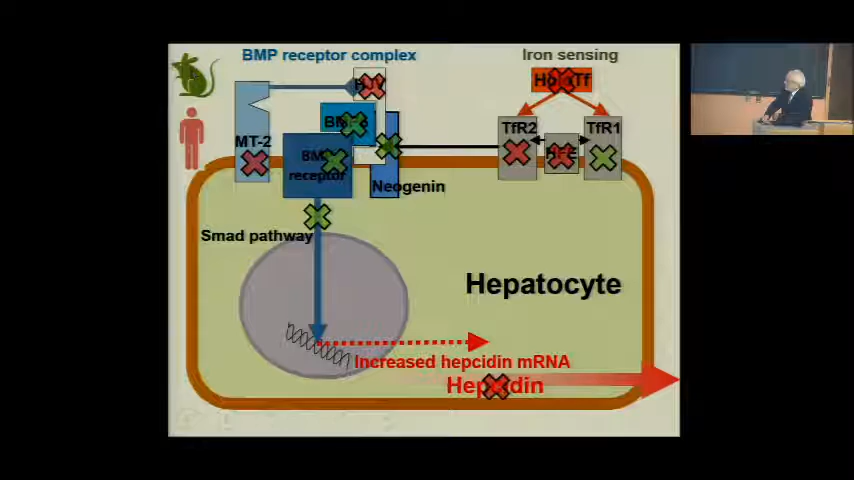 BMP receptor complex
Iron sensing
MT-2
TfR2
TfR1
receptor
Neogenin
Smad pathway
Hepatocyte
Increased hepcidin mRNA